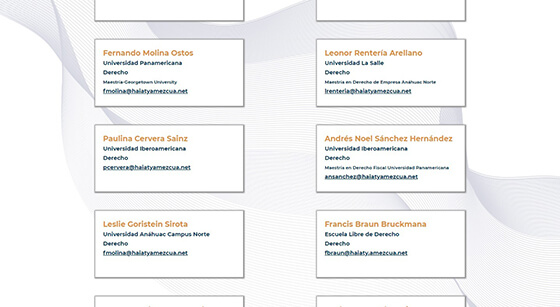 Fernando Molina Ostos
Universidad Panamericana
Derecho
Maestría Georgetown University
fmolina@haiatyamezcua.net
Leonor Rentería Arellano
Universidad La Salle
Derecho
Maestría en Derecho de Empresa Anáhuac Norte
lrenteria@haiatyamezcua.net
Paulina Cervera Sainz
Universidad Iberoamericana
Derecho
pcervera@haiatyamezcua.net
Andrés Noel Sánchez Hernández
Universidad Iberoamericana
Derecho
Maestría en Derecho Fiscal Universidad Panamericana
ansanchez@haiatyamezcua.net
Leslie Goristein Sirota
Universidad Anáhuac Campus Norte
Derecho
fmolina@haiatyamezcua.net
Francis Braun Bruckmana
Escuela Libre de Derecho
Derecho
fbraun@haiaty.amezcua.net